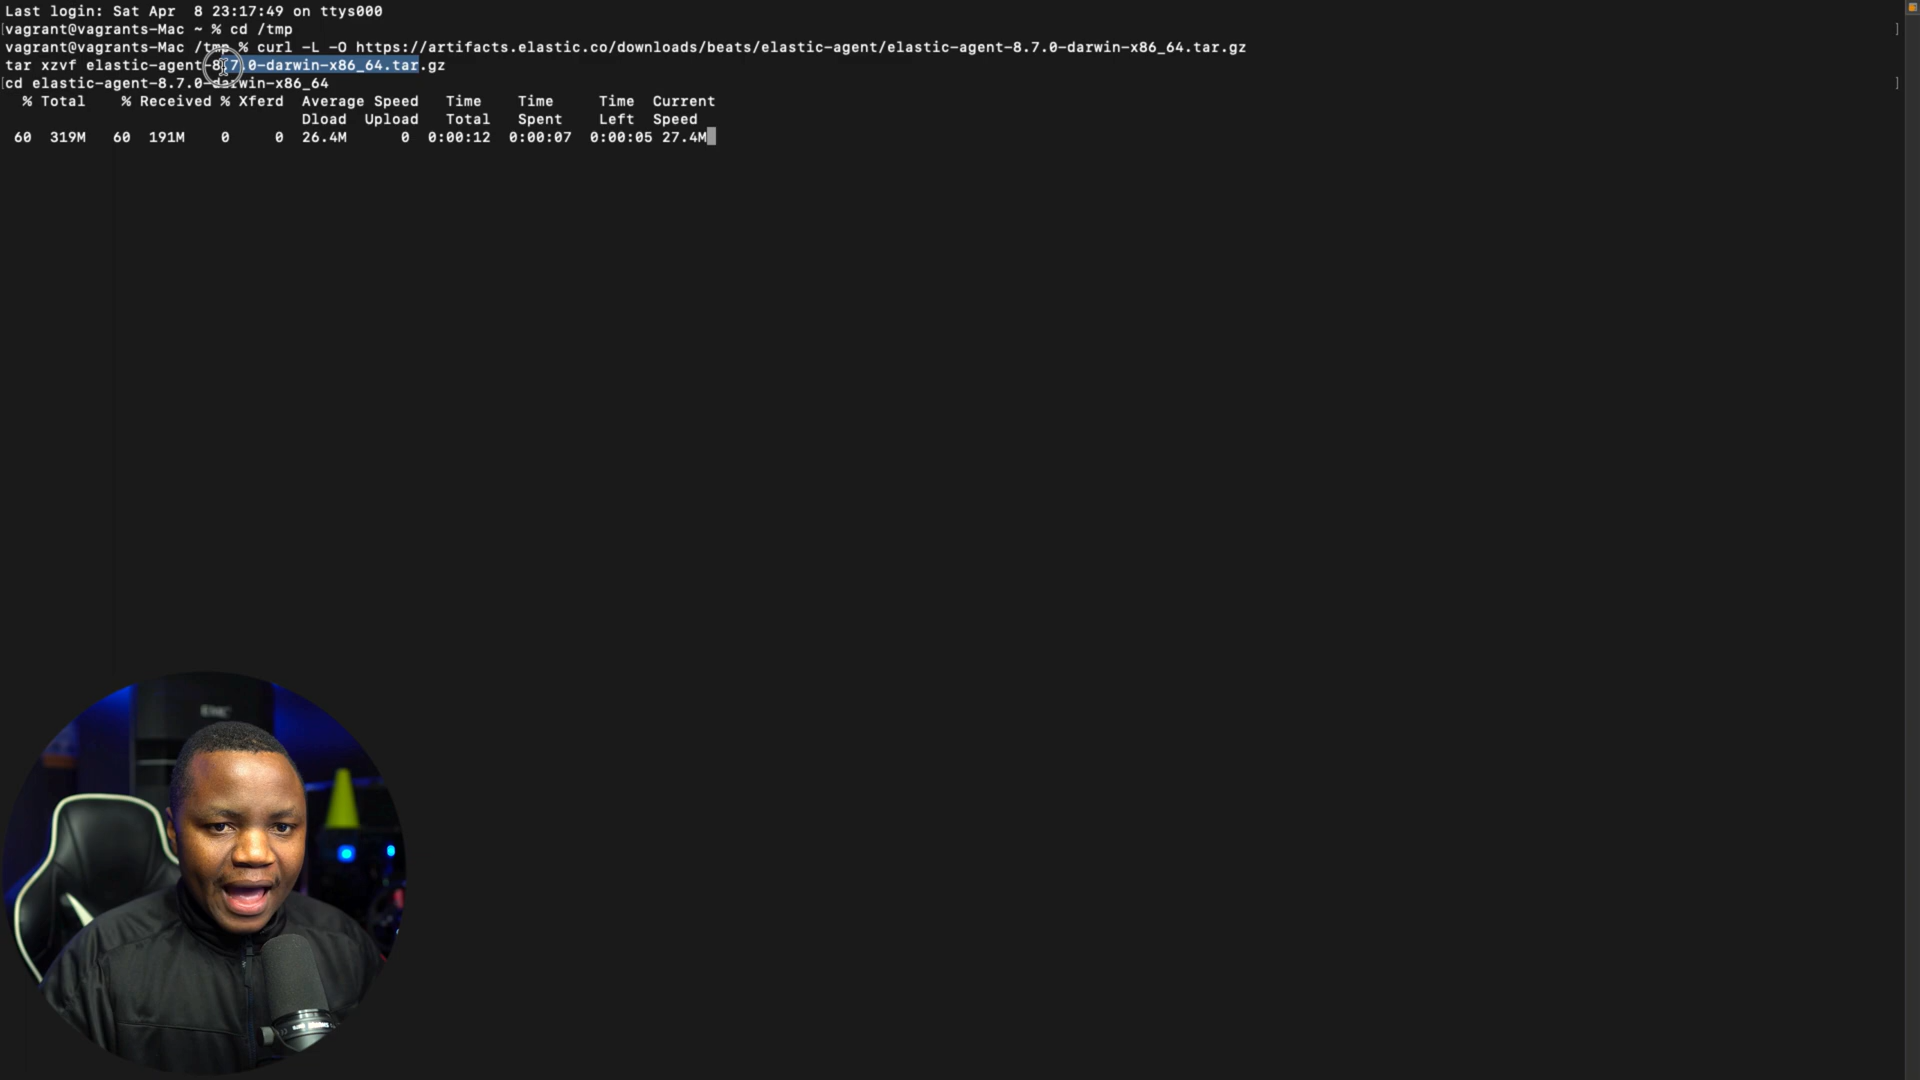 Last login: Sat Apr  8 23:17:49 on ttys000
[vagrant@vagrants-Mac ~ % cd /tmp ]
vagrant@vagrants-Mac /tmp % curl -L -O https://artifacts.elastic.co/downloads/beats/elastic-agent/elastic-agent-8.7.0-darwin-x86_64.tar.gz
tar xzvf elastic-agent-8.7.0-darwin-x86_64.tar.gz
[cd elastic-agent-8.7.0-darwin-x86_64 ]
% Total % Received % Xferd Average Speed Time Time Time Current
Dload Upload Total Spent Left Speed
60 319M 60 191M 0 0 26.4M 0 0:00:12 0:00:07 0:00:05 27.4M